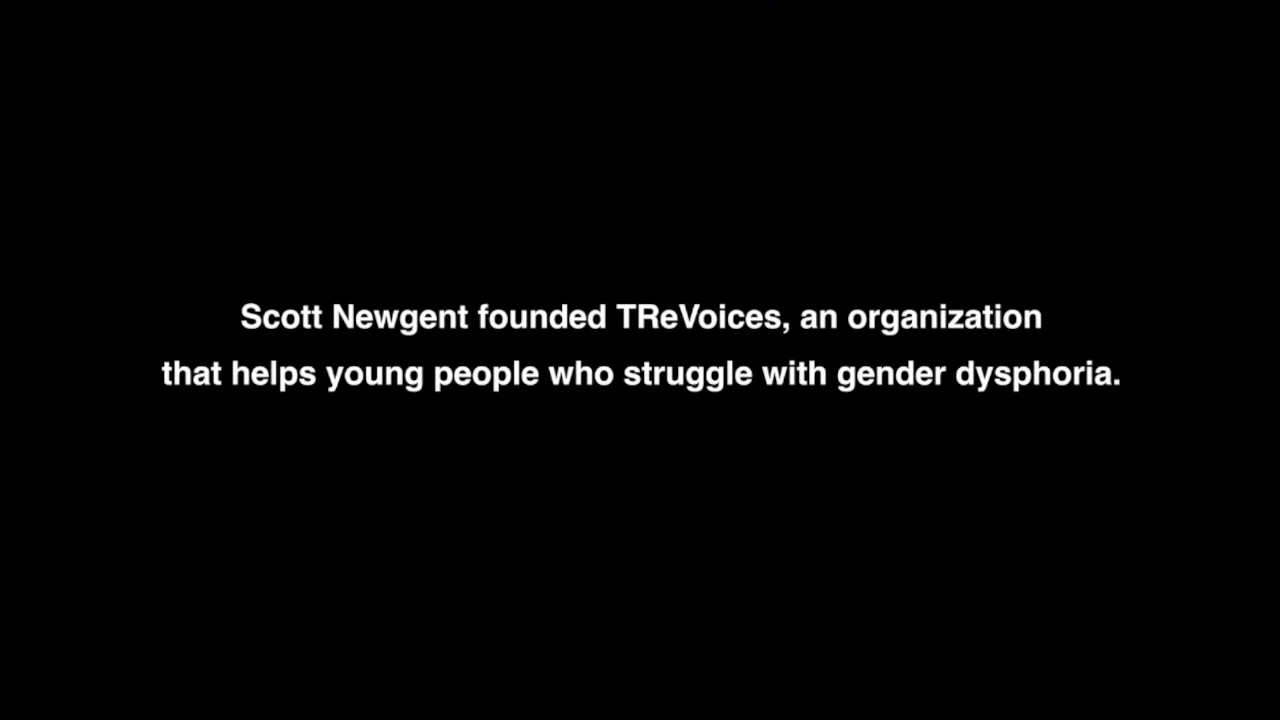 Scott Newgent founded TReVoices, an organization
that helps young people who struggle with gender dysphoria.